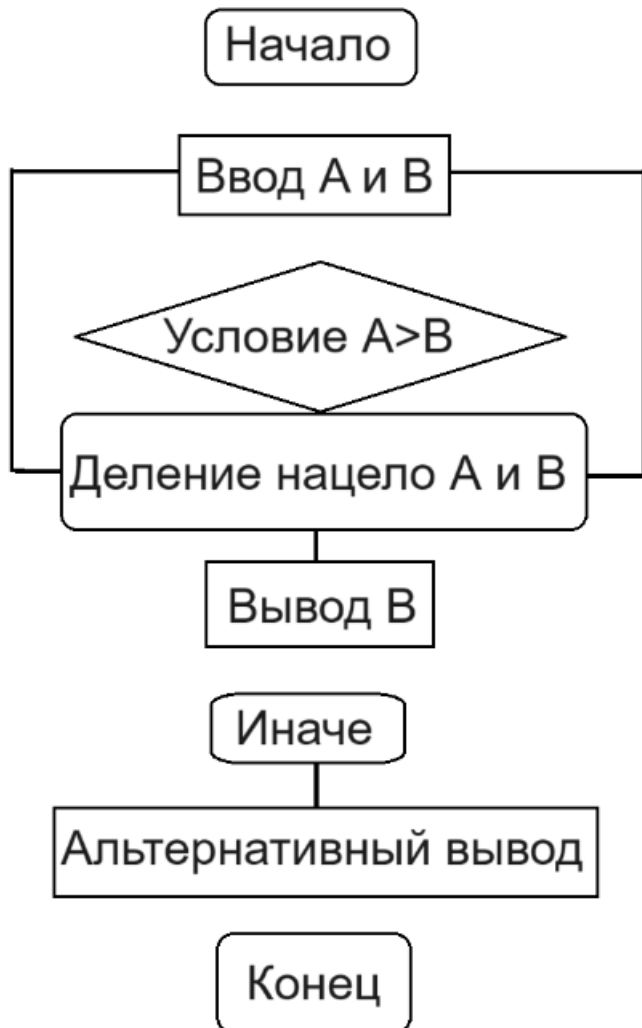 Начало
Ввод А и В
Условие А>В
Деление нацело А и В
Вывод В
Иначе
Альтернативный вывод
Конец